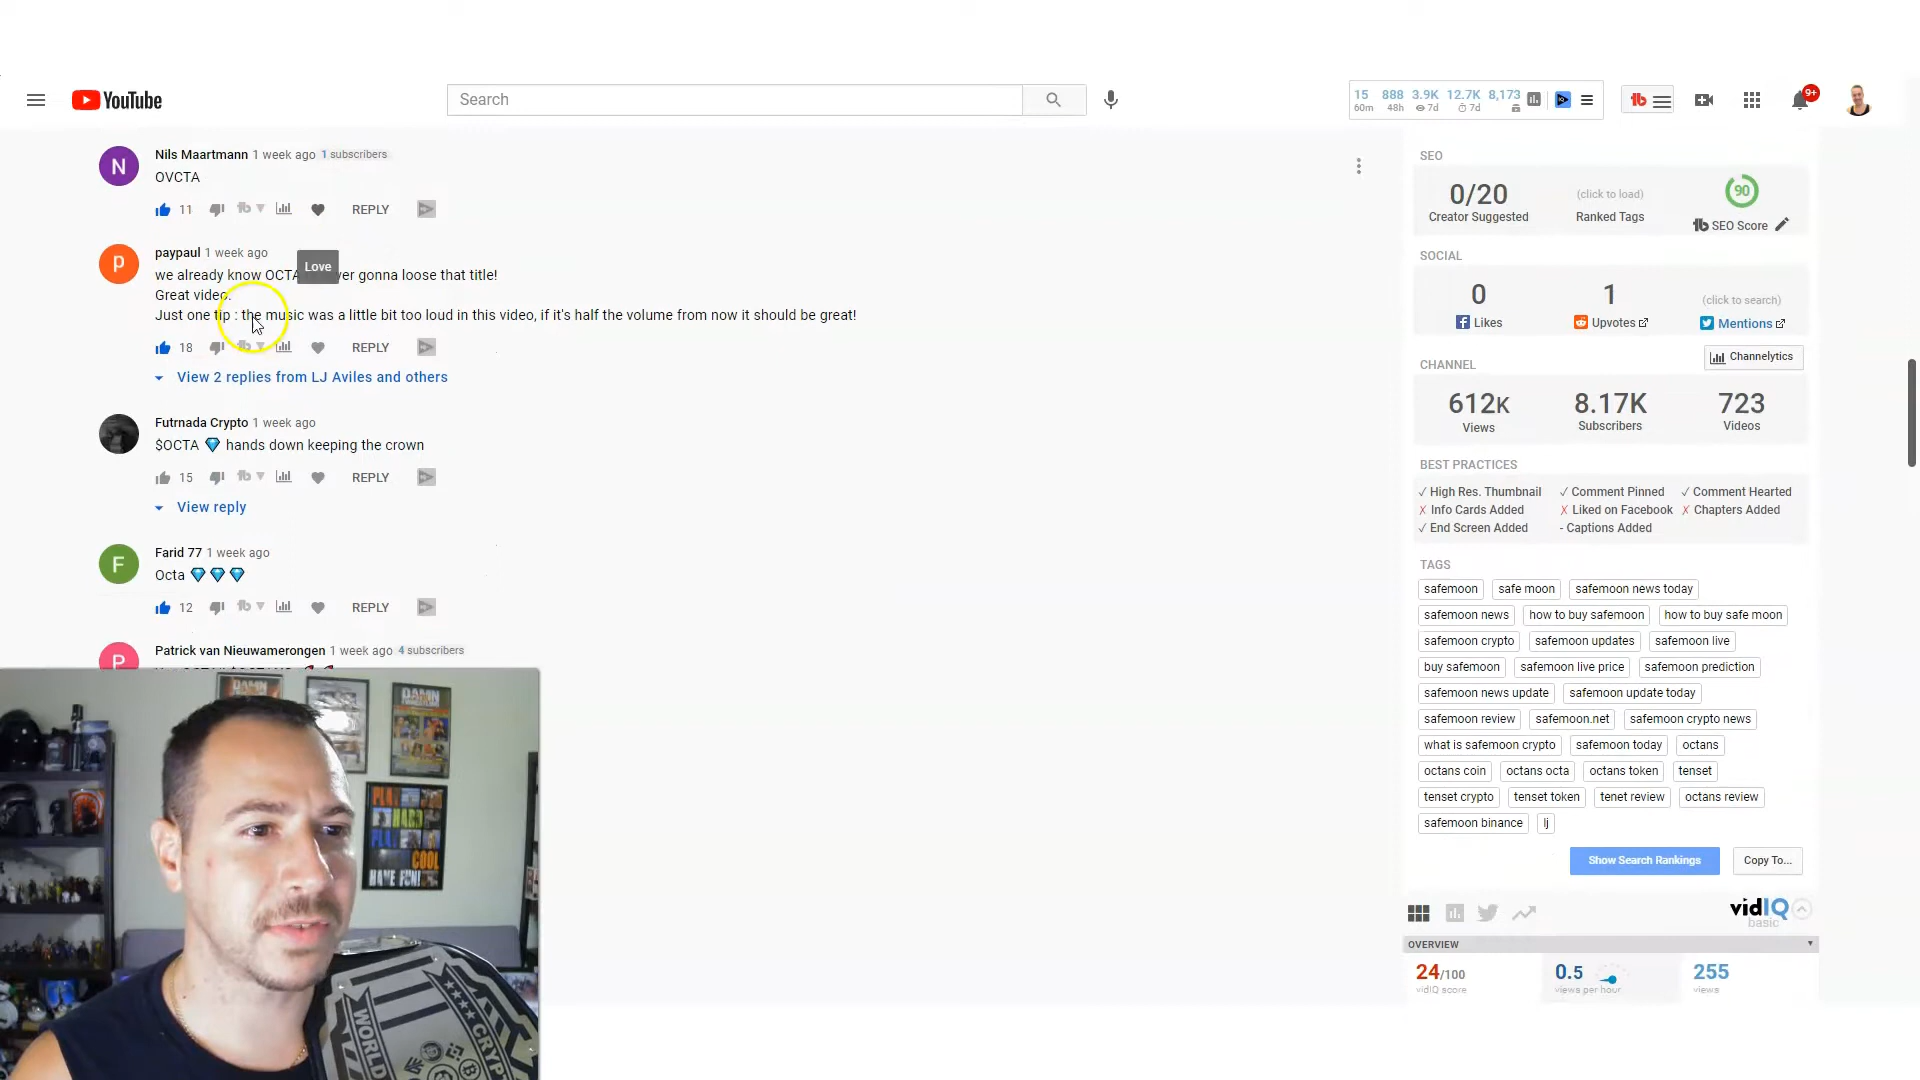 YouTube
Search
15 888 3.9K 12.7K 8,173
60m 48h 7d 7d
9+
N
Nils Maartmann 1 week ago 1 subscribers
OVCTA
11 REPLY
p
paypaul 1 week ago
Love
we already know OCTA ver gonna loose that title!
Great video.
Just one tip : the music was a little bit too loud in this video, if it's half the volume from now it should be great!
18 REPLY
View 2 replies from LJ Aviles and others
Futrnada Crypto 1 week ago
$OCTA 💎 hands down keeping the crown
15 REPLY
View reply
F
Farid 77 1 week ago
Octa 💎 💎 💎
12 REPLY
P
Patrick van Nieuwamerongen 1 week ago 4 subscribers
SEO
0/20
Creator Suggested
(click to load)
Ranked Tags
90
SEO Score
SOCIAL
0
Likes
1
Upvotes
(click to search)
Mentions
CHANNEL
Channelytics
612K
Views
8.17K
Subscribers
723
Videos
BEST PRACTICES
✓ High Res. Thumbnail ✓ Comment Pinned ✓ Comment Hearted
✗ Info Cards Added ✗ Liked on Facebook ✗ Chapters Added
✓ End Screen Added - Captions Added
TAGS
safemoon safe moon safemoon news today
safemoon news how to buy safemoon how to buy safe moon
safemoon crypto safemoon updates safemoon live
buy safemoon safemoon live price safemoon prediction
safemoon news update safemoon update today
safemoon review safemoon.net safemoon crypto news
what is safemoon crypto safemoon today octans
octans coin octans octa octans token tenset
tenset crypto tenset token tenet review octans review
safemoon binance lj
Show Search Rankings Copy To...
vidIQ
basic
OVERVIEW
24/100
vidIQ score
0.5
views per hour
255
views
DAMN
DAMN
PLAY
HARD
COOL
HAVE FUN!
WORLD
CRYP